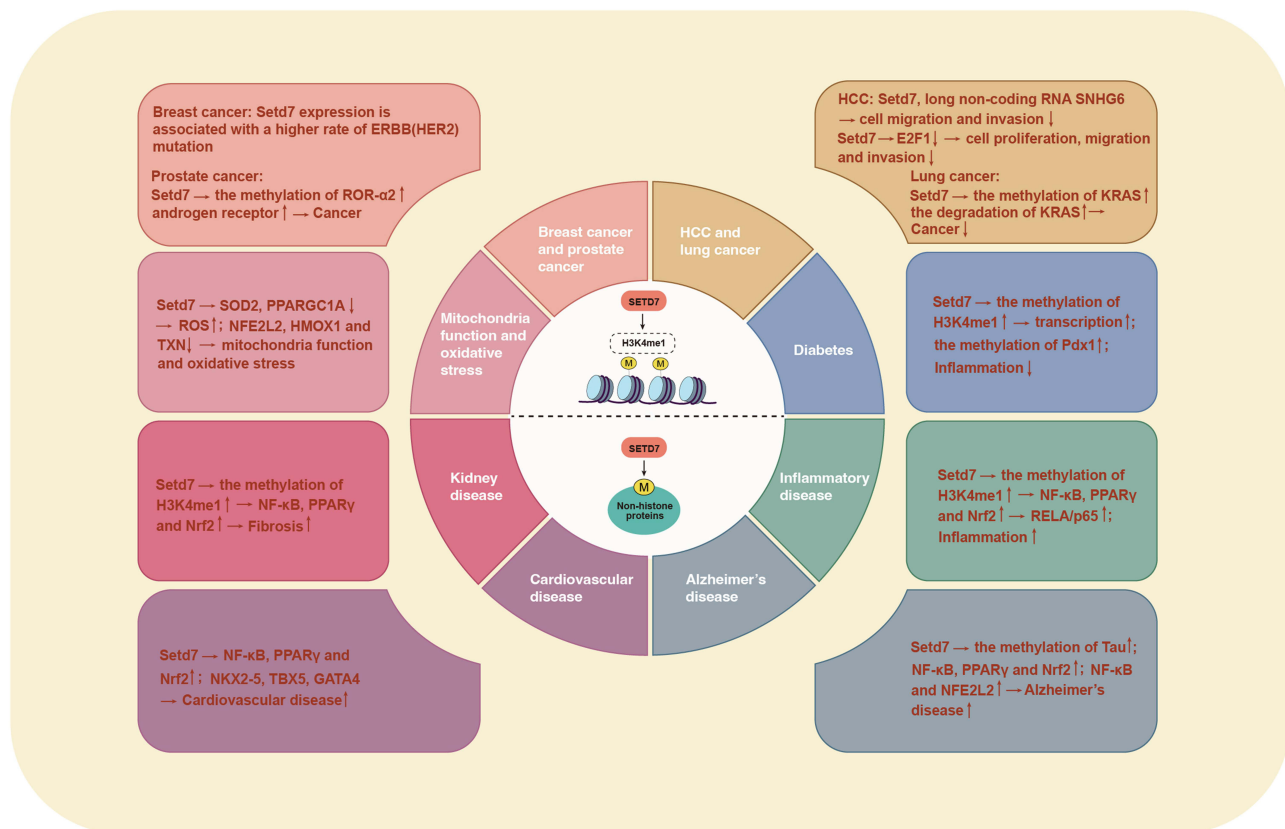 Breast cancer: Setd7 expression is
associated with a higher rate of ERBB(HER2)
mutation
Prostate cancer:
Setd7 → the methylation of ROR-α2↑
androgen receptor↑ → Cancer
HCC: Setd7, long non-coding RNA SNHG6
→ cell migration and invasion↓
Setd7→E2F1↓ → cell proliferation, migration
and invasion↓
Lung cancer:
Setd7 → the methylation of KRAS↑
the degradation of KRAS↑→
Cancer↓
Setd7 → SOD2, PPARGC1A ↓
→ ROS↑; NFE2L2, HMOX1 and
TXN↓ → mitochondria function
and oxidative stress
Setd7 → the methylation of
H3K4me1↑ → NF-κB, PPARγ
and Nrf2↑→ Fibrosis↑
Setd7 → NF-κB, PPARγ and
Nrf2↑; NKX2-5, TBX5, GATA4
→ Cardiovascular disease↑
Breast cancer
and prostate
cancer
HCC and
lung cancer
Mitochondria
function and
oxidative
stress
Diabetes
Kidney
disease
Inflammatory
disease
Cardiovascular
disease
Alzheimer's
disease
SETD7
H3K4me1
M
M
SETD7
M
Non-histone
proteins
Setd7 → the methylation of
H3K4me1↑ → transcription↑;
the methylation of Pdx1↑;
Inflammation↓
Setd7 → the methylation of
H3K4me1↑ → NF-κB, PPARγ
and Nrf2↑ → RELA/p65↑;
Inflammation↑
Setd7 → the methylation of Tau↑;
NF-κB, PPARγ and Nrf2↑; NF-κB
and NFE2L2↑→Alzheimer's
disease↑